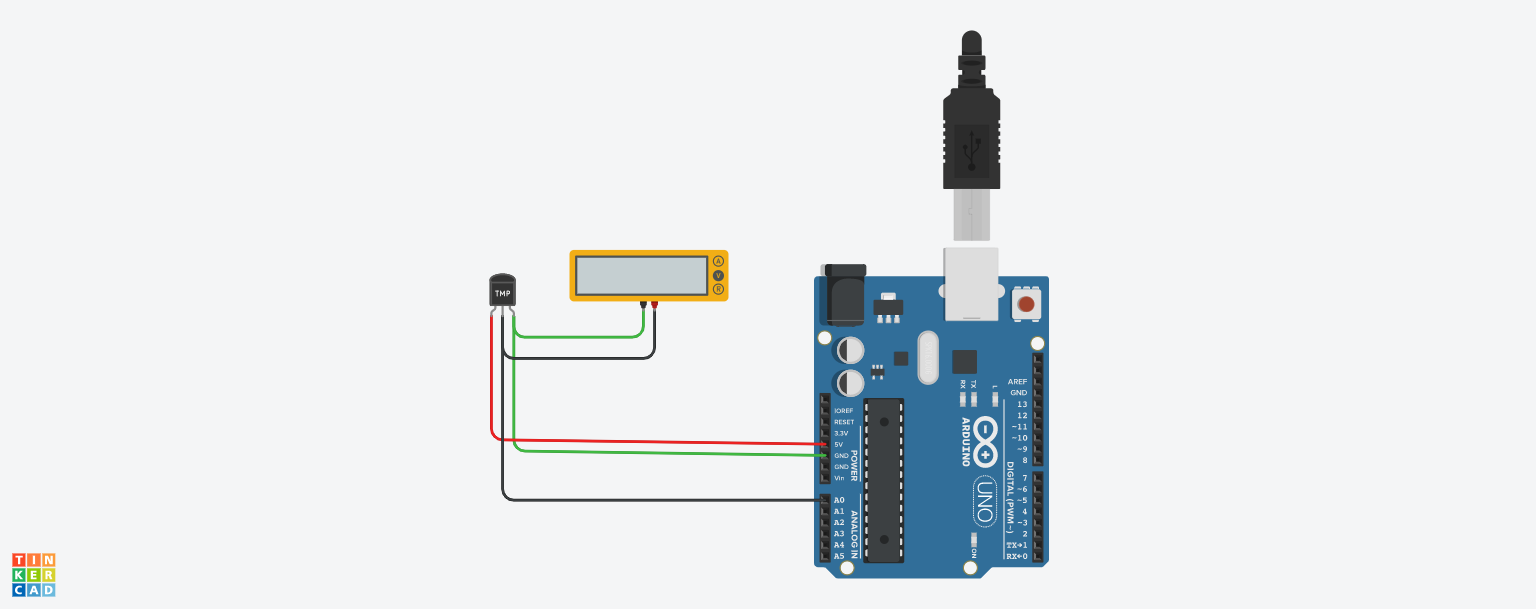 TMP
A
V
R
IOREF
RESET
3.3V
5V
GND
GND
Vin
POWER
A0
A1
A2
A3
A4
A5
ANALOG IN
RX
TX
L
ARDUINO
UNO
ON
DIGITAL (PWM~)
AREF
GND
13
12
~11
~10
~9
8
7
~6
~5
4
~3
2
TX→1
RX←0
TIN
KER
CAD